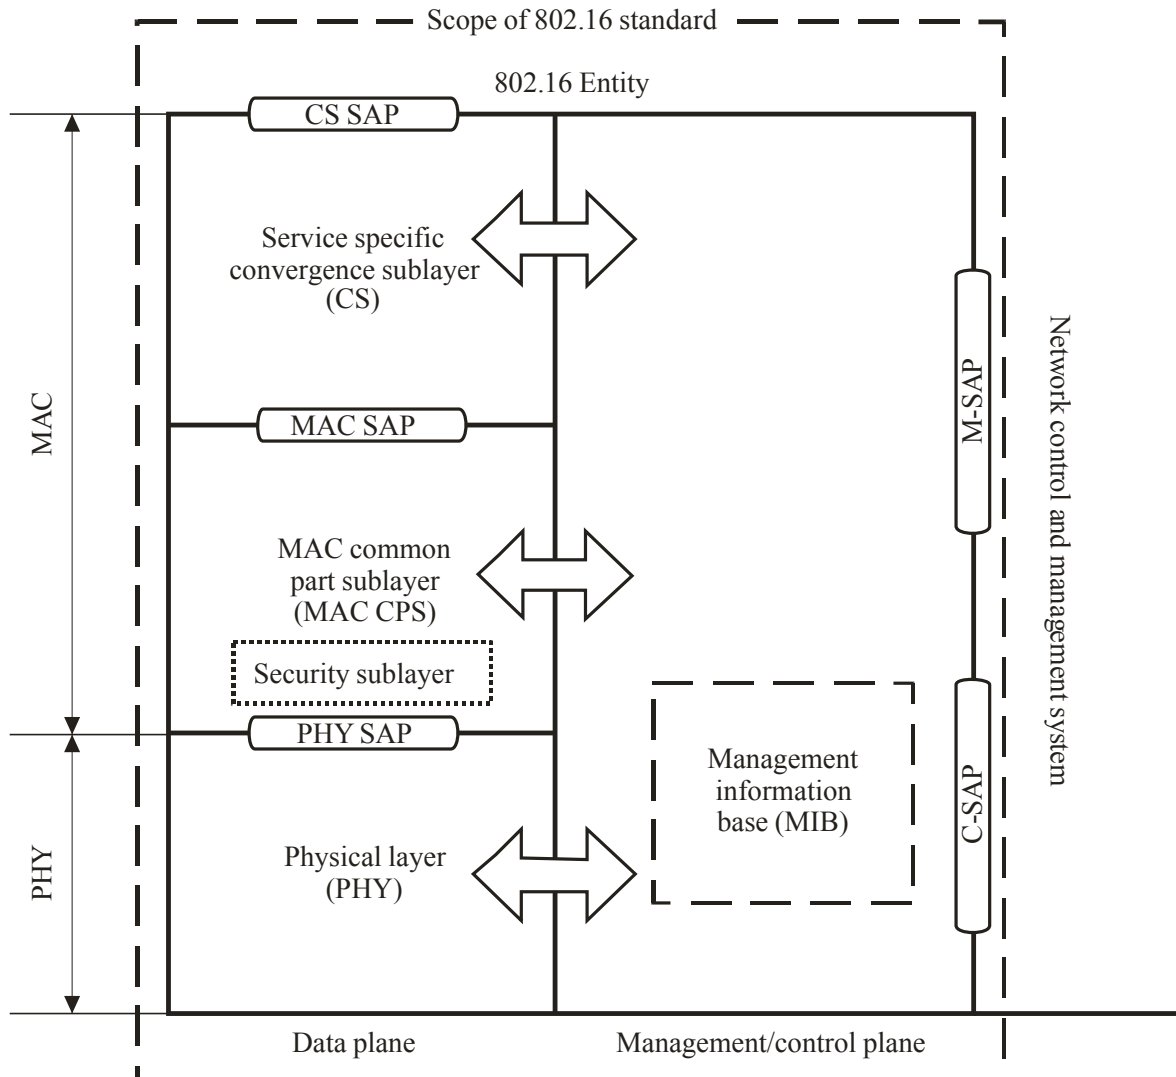 Scope of 802.16 standard
802.16 Entity
CS SAP
Service specific
convergence sublayer
(CS)
MAC SAP
MAC common
part sublayer
(MAC CPS)
Security sublayer
PHY SAP
Physical layer
(PHY)
MAC
PHY
Management
information
base (MIB)
M-SAP
C-SAP
Network control and management system
Data plane
Management/control plane